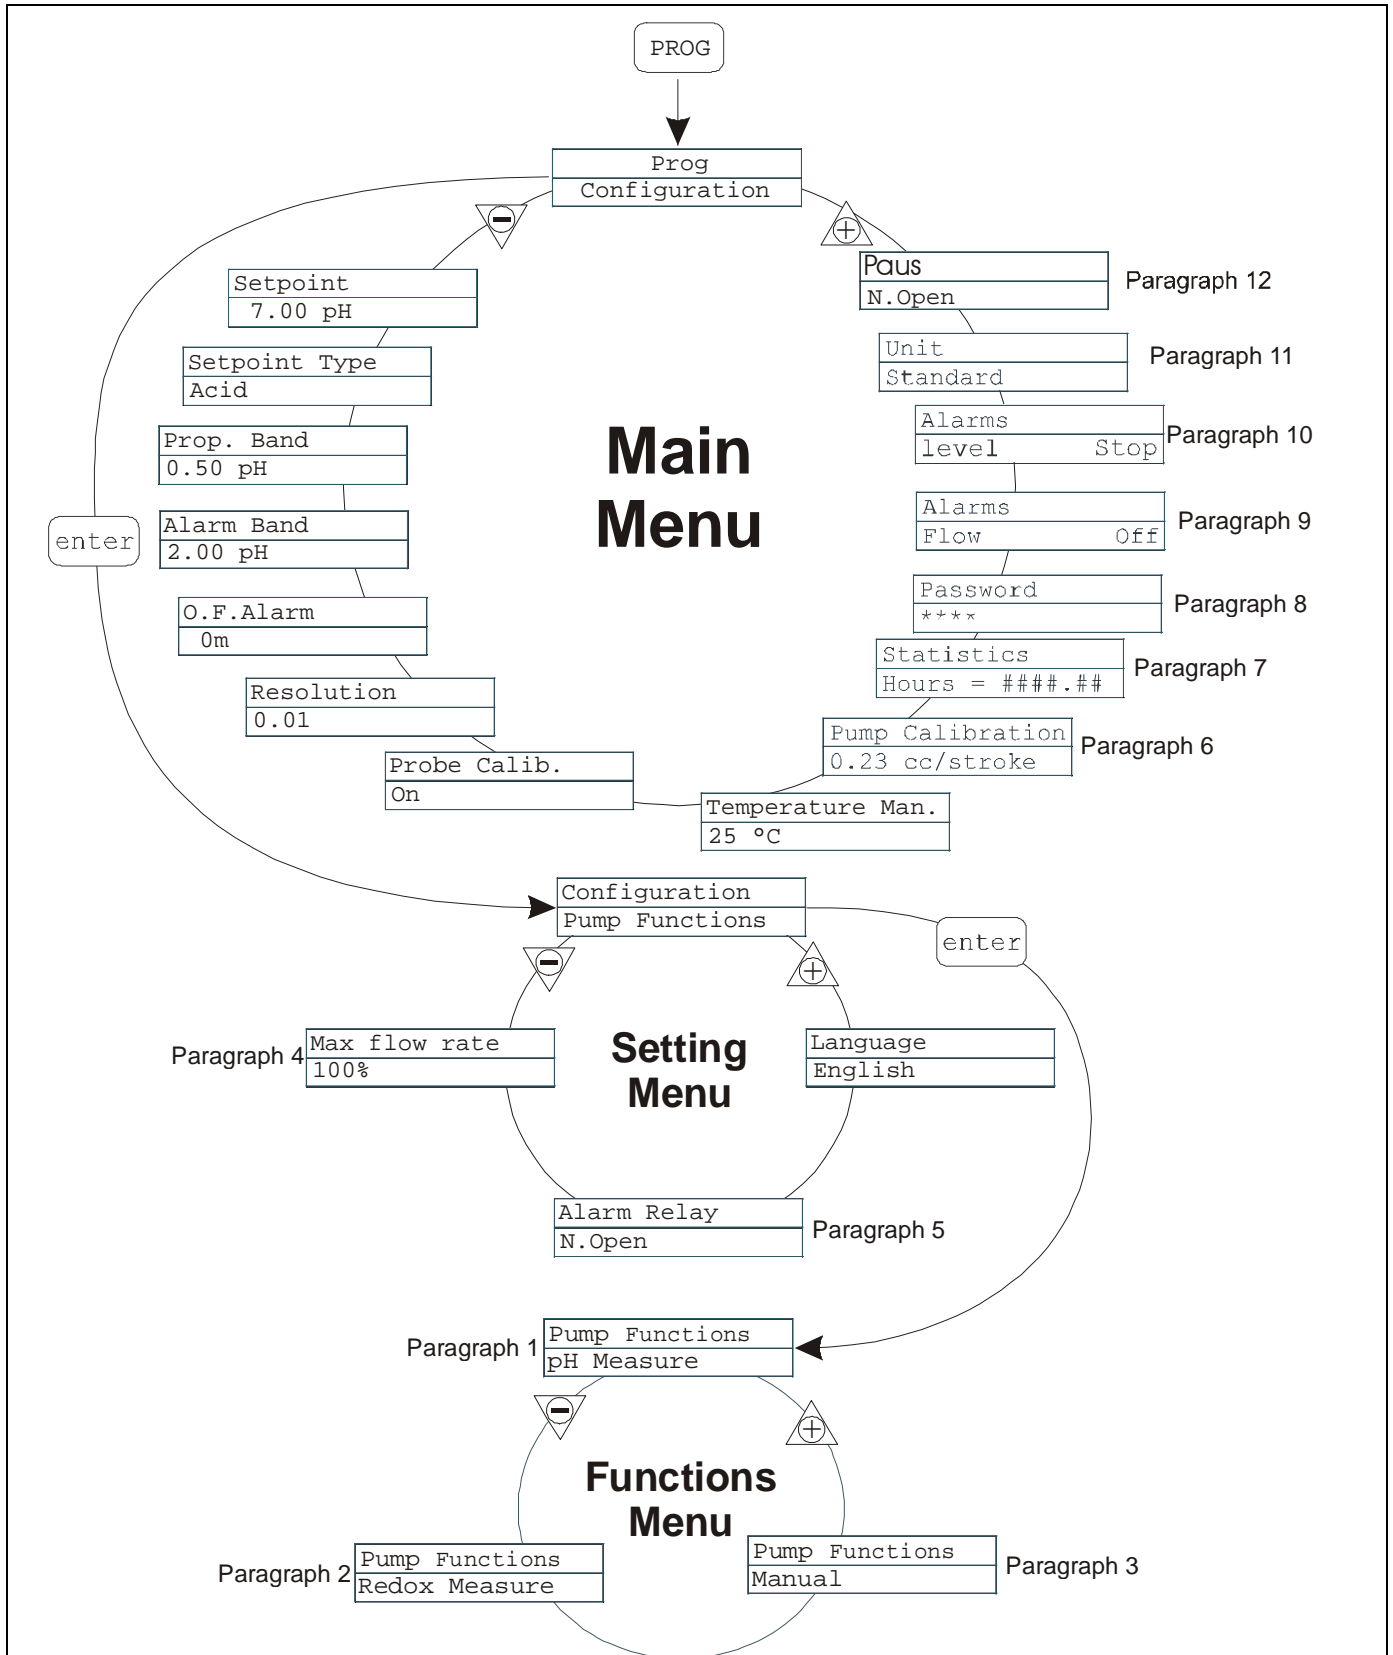 PROG
Prog
Configuration
Setpoint
7.00 pH
Setpoint Type
Acid
Prop. Band
0.50 pH
Alarm Band
2.00 pH
O.F.Alarm
0m
Resolution
0.01
Probe Calib.
On
Temperature Man.
25 °C
Paus
N.Open
Paragraph 12
Unit
Standard
Paragraph 11
Alarms
level Stop
Paragraph 10
Alarms
Flow Off
Paragraph 9
Password
****
Paragraph 8
Statistics
Hours = ####.##
Paragraph 7
Pump Calibration
0.23 cc/stroke
Paragraph 6
Main
Menu
enter
Configuration
Pump Functions
enter
Paragraph 4
Max flow rate
100%
Setting
Menu
Language
English
Alarm Relay
N.Open
Paragraph 5
Paragraph 1
Pump Functions
pH Measure
Functions
Menu
Paragraph 2
Pump Functions
Redox Measure
Pump Functions
Manual
Paragraph 3